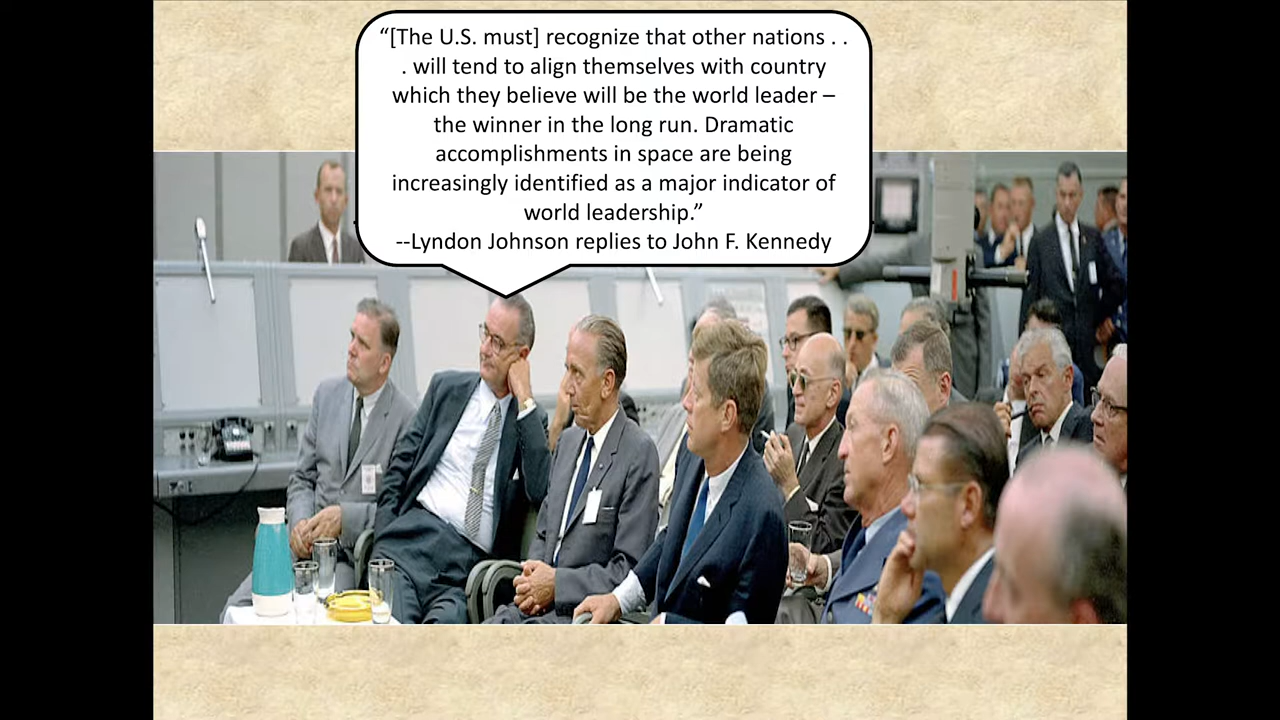 “[The U.S. must] recognize that other nations . .
. will tend to align themselves with country
which they believe will be the world leader –
the winner in the long run. Dramatic
accomplishments in space are being
increasingly identified as a major indicator of
world leadership.”
--Lyndon Johnson replies to John F. Kennedy